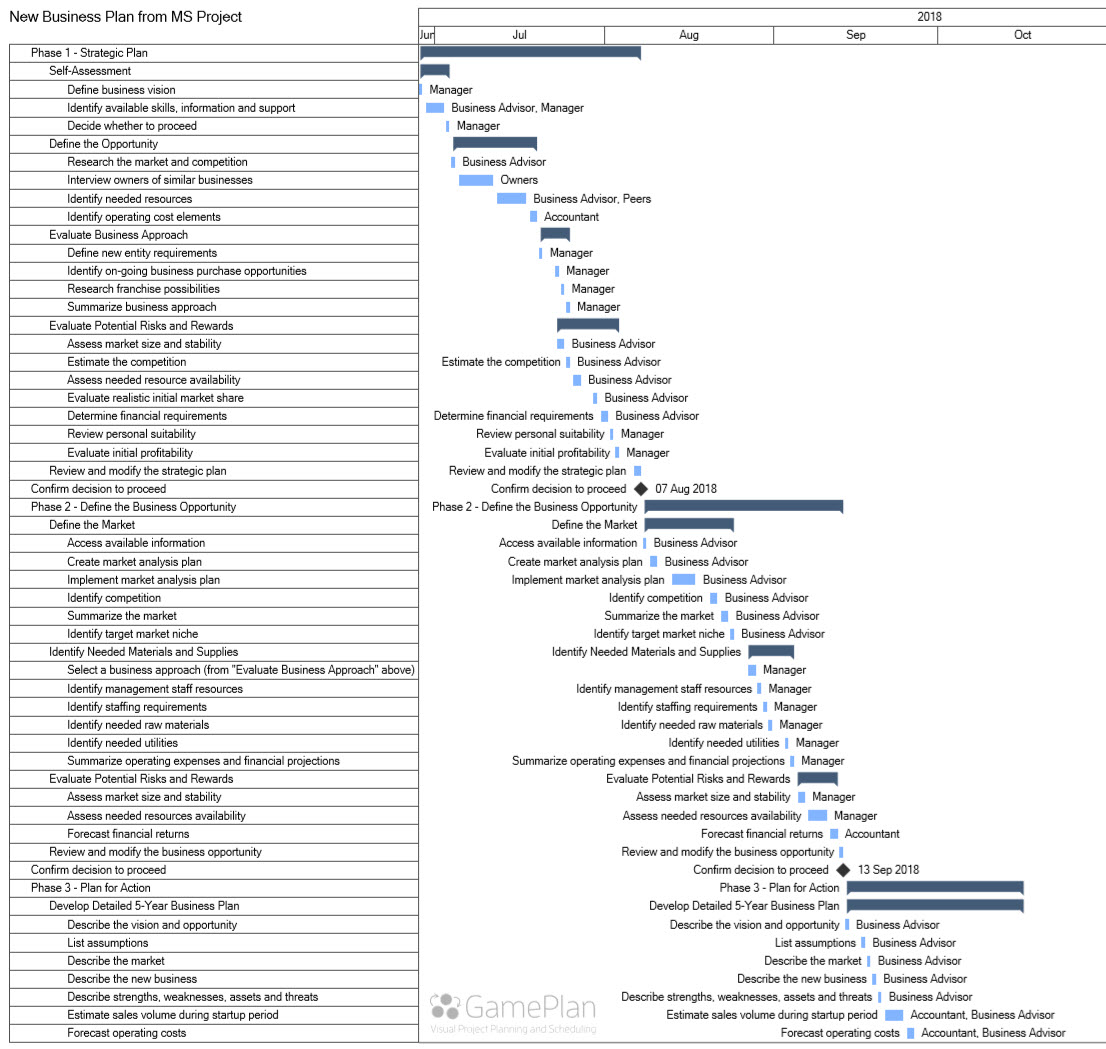 New Business Plan from MS Project
2018
Jun Jul Aug Sep Oct
Phase 1 - Strategic Plan
Self-Assessment
Define business vision Manager
Identify available skills, information and support Business Advisor, Manager
Decide whether to proceed Manager
Define the Opportunity
Research the market and competition Business Advisor
Interview owners of similar businesses Owners
Identify needed resources Business Advisor, Peers
Identify operating cost elements Accountant
Evaluate Business Approach
Define new entity requirements Manager
Identify on-going business purchase opportunities Manager
Research franchise possibilities Manager
Summarize business approach Manager
Evaluate Potential Risks and Rewards
Assess market size and stability Business Advisor
Estimate the competition Estimate the competition Business Advisor
Assess needed resource availability Business Advisor
Evaluate realistic initial market share Business Advisor
Determine financial requirements Determine financial requirements Business Advisor
Review personal suitability Review personal suitability Manager
Evaluate initial profitability Evaluate initial profitability Manager
Review and modify the strategic plan Review and modify the strategic plan
Confirm decision to proceed Confirm decision to proceed 07 Aug 2018
Phase 2 - Define the Business Opportunity Phase 2 - Define the Business Opportunity
Define the Market Define the Market
Access available information Access available information Business Advisor
Create market analysis plan Create market analysis plan Business Advisor
Implement market analysis plan Implement market analysis plan Business Advisor
Identify competition Identify competition Business Advisor
Summarize the market Summarize the market Business Advisor
Identify target market niche Identify target market niche Business Advisor
Identify Needed Materials and Supplies Identify Needed Materials and Supplies
Select a business approach (from "Evaluate Business Approach" above) Manager
Identify management staff resources Identify management staff resources Manager
Identify staffing requirements Identify staffing requirements Manager
Identify needed raw materials Identify needed raw materials Manager
Identify needed utilities Identify needed utilities Manager
Summarize operating expenses and financial projections Summarize operating expenses and financial projections Manager
Evaluate Potential Risks and Rewards Evaluate Potential Risks and Rewards
Assess market size and stability Assess market size and stability Manager
Assess needed resources availability Assess needed resources availability Manager
Forecast financial returns Forecast financial returns Accountant
Review and modify the business opportunity Review and modify the business opportunity
Confirm decision to proceed Confirm decision to proceed 13 Sep 2018
Phase 3 - Plan for Action Phase 3 - Plan for Action
Develop Detailed 5-Year Business Plan Develop Detailed 5-Year Business Plan
Describe the vision and opportunity Describe the vision and opportunity Business Advisor
List assumptions List assumptions Business Advisor
Describe the market Describe the market Business Advisor
Describe the new business Describe the new business Business Advisor
Describe strengths, weaknesses, assets and threats Describe strengths, weaknesses, assets and threats Business Advisor
Estimate sales volume during startup period Estimate sales volume during startup period Accountant, Business Advisor
Forecast operating costs Forecast operating costs Accountant, Business Advisor
GamePlan
Visual Project Planning and Scheduling